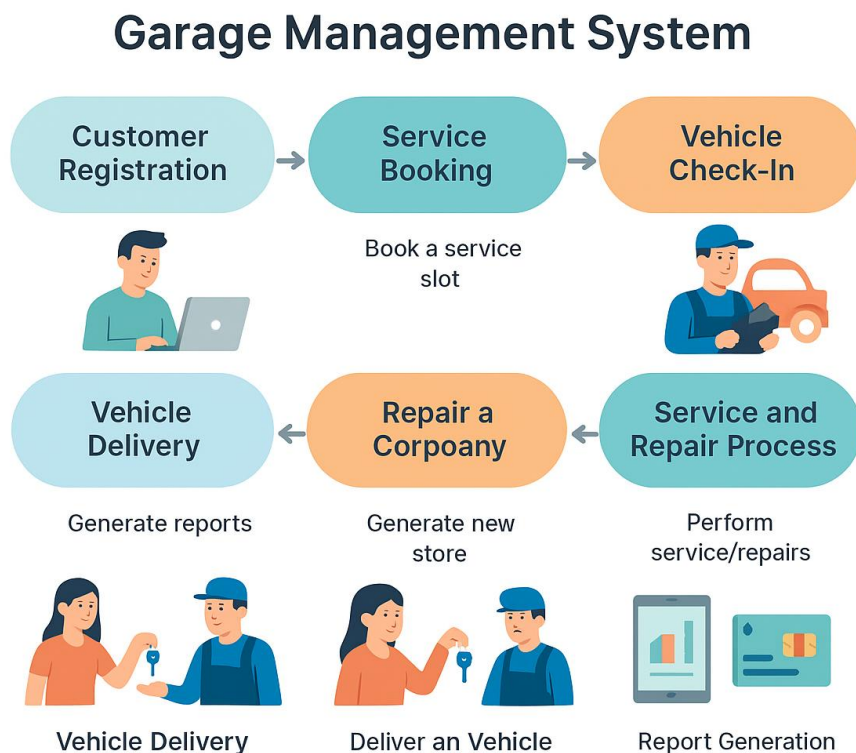 Garage Management System
Customer
Registration
Service
Booking
Vehicle
Check-In
Book a service
slot
Vehicle
Delivery
Repair a
Corpoany
Service and
Repair Process
Generate reports
Generate new
store
Perform
service/repairs
Vehicle Delivery
Deliver an Vehicle
Report Generation